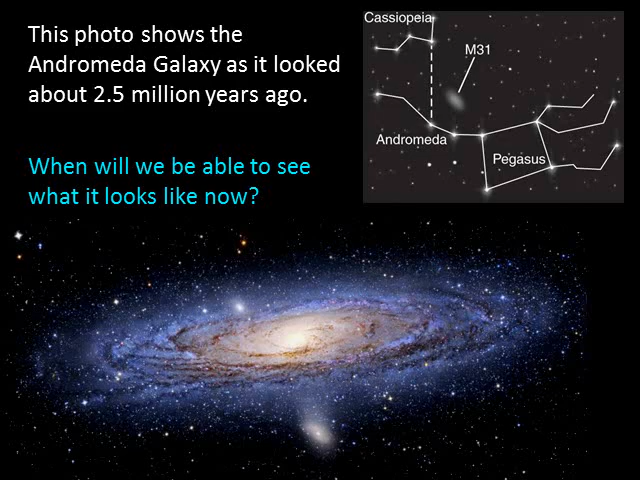 This photo shows the
Andromeda Galaxy as it looked
about 2.5 million years ago.
When will we be able to see
what it looks like now?
Cassiopeia
M31
Andromeda
Pegasus